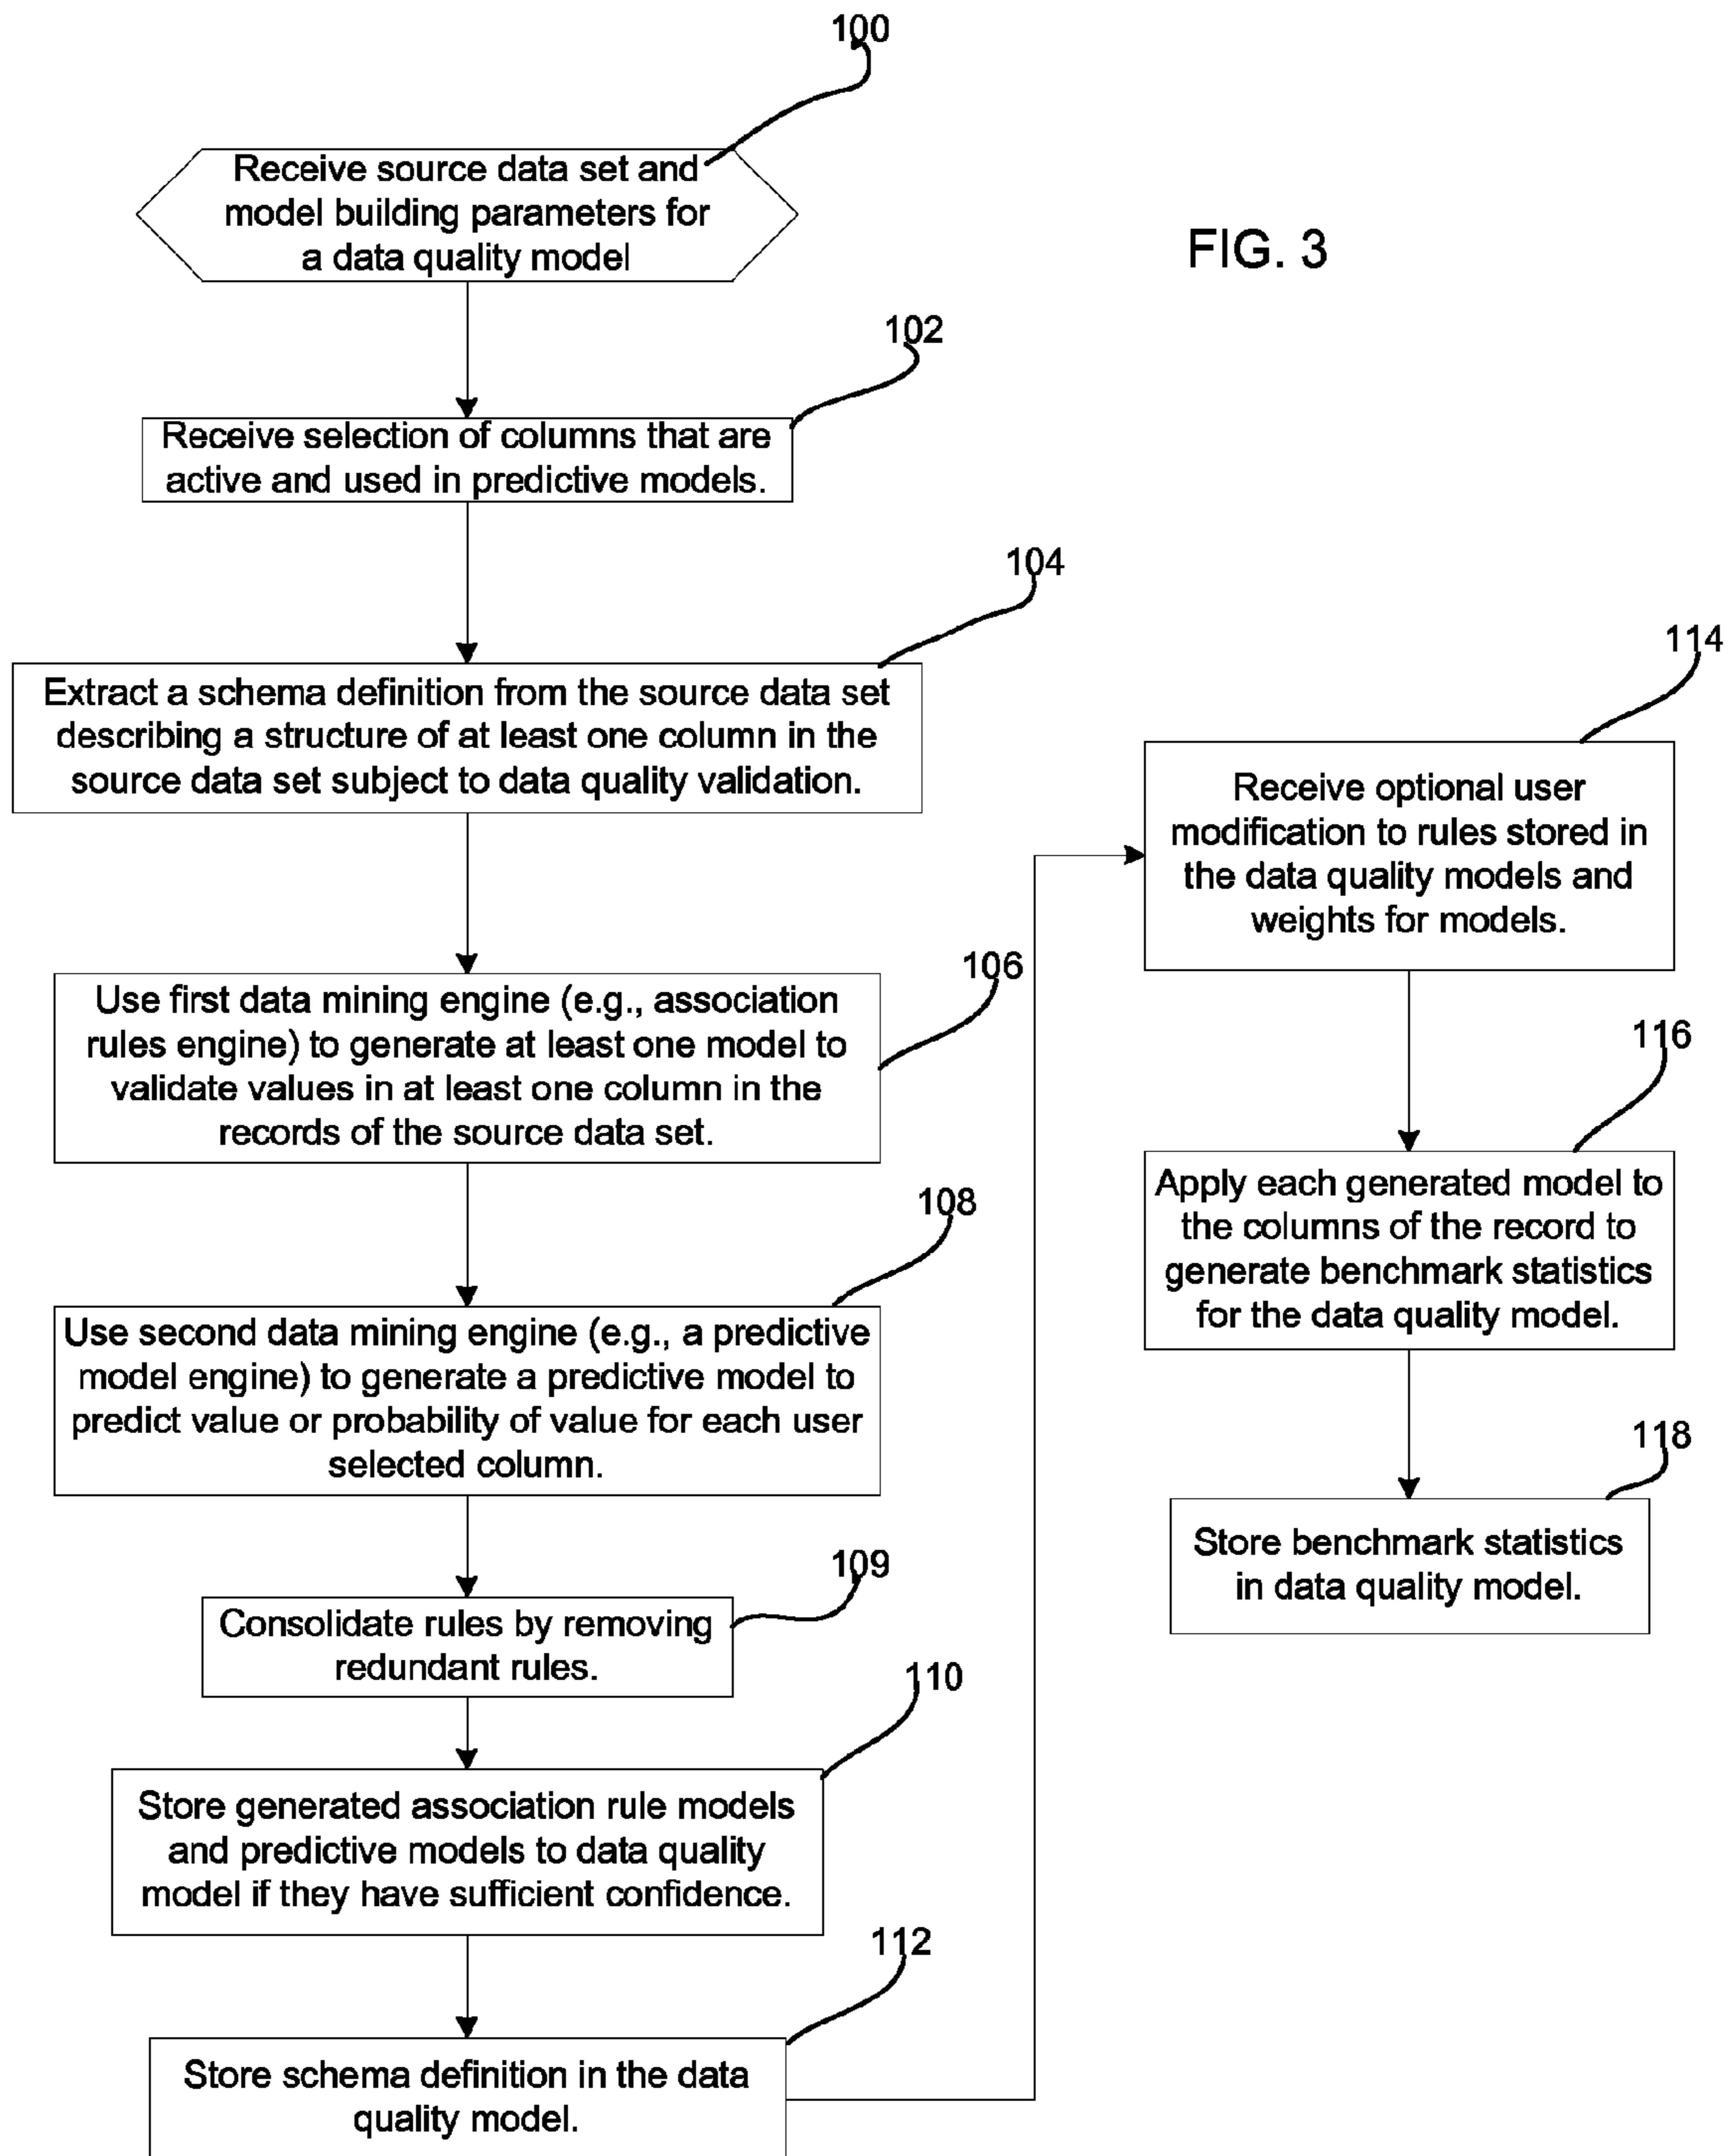 100
Receive source data set and
model building parameters for
a data quality model
FIG. 3
102
Receive selection of columns that are
active and used in predictive models.
104
Extract a schema definition from the source data set
describing a structure of at least one column in the
source data set subject to data quality validation.
106
Use first data mining engine (e.g., association
rules engine) to generate at least one model to
validate values in at least one column in the
records of the source data set.
108
Use second data mining engine (e.g., a predictive
model engine) to generate a predictive model to
predict value or probability of value for each user
selected column.
109
Consolidate rules by removing
redundant rules.
110
Store generated association rule models
and predictive models to data quality
model if they have sufficient confidence.
112
Store schema definition in the data
quality model.
114
Receive optional user
modification to rules stored in
the data quality models and
weights for models.
116
Apply each generated model to
the columns of the record to
generate benchmark statistics
for the data quality model.
118
Store benchmark statistics
in data quality model.